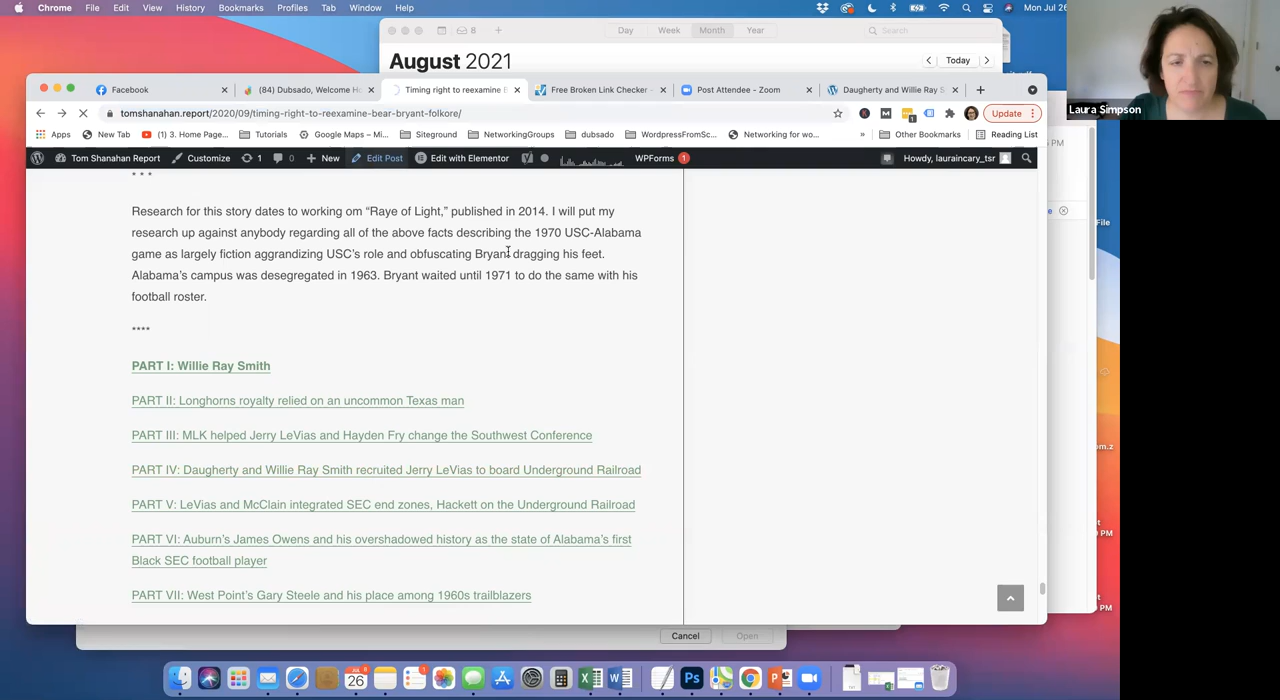 Chrome File Edit View History Bookmarks Profiles Tab Window Help Mon Jul 26
8 Day Week Month Year Search
August 2021 Today
Facebook (84) Dubsado, Welcome Ho Timing right to reexamine B Free Broken Link Checker - Post Attendee - Zoom Daugherty and Willie Ray S
tomshanahan.report/2020/09/timing-right-to-reexamine-bear-bryant-folkore/ Update
Apps New Tab (1) 3. Home Page... Tutorials Google Maps – Mi... Siteground NetworkingGroups dubsado WordpressFromSc... Networking for wo... » Other Bookmarks Reading List
Tom Shanahan Report Customize 1 0 New Edit Post Edit with Elementor WPForms 1 Howdy, lauraincary_tsr
Laura Simpson
* * *
Research for this story dates to working om “Raye of Light,” published in 2014. I will put my
research up against anybody regarding all of the above facts describing the 1970 USC-Alabama
game as largely fiction aggrandizing USC’s role and obfuscating Bryant dragging his feet.
Alabama’s campus was desegregated in 1963. Bryant waited until 1971 to do the same with his
football roster.
****
PART I: Willie Ray Smith
PART II: Longhorns royalty relied on an uncommon Texas man
PART III: MLK helped Jerry LeVias and Hayden Fry change the Southwest Conference
PART IV: Daugherty and Willie Ray Smith recruited Jerry LeVias to board Underground Railroad
PART V: LeVias and McClain integrated SEC end zones, Hackett on the Underground Railroad
PART VI: Auburn’s James Owens and his overshadowed history as the state of Alabama’s first
Black SEC football player
PART VII: West Point’s Gary Steele and his place among 1960s trailblazers
Cancel Open